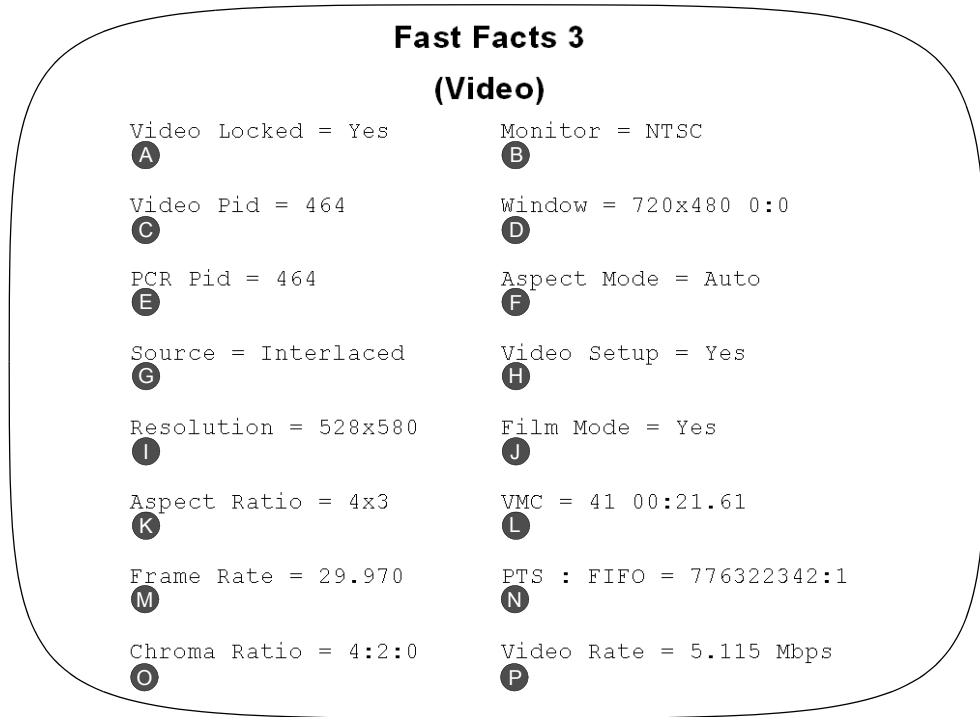 Fast Facts 3
(Video)
Video Locked = Yes Monitor = NTSC
A B
Video Pid = 464 Window = 720x480 0:0
C D
PCR Pid = 464 Aspect Mode = Auto
E F
Source = Interlaced Video Setup = Yes
G H
Resolution = 528x580 Film Mode = Yes
I J
Aspect Ratio = 4x3 VMC = 41 00:21.61
K L
Frame Rate = 29.970 PTS : FIFO = 776322342:1
M N
Chroma Ratio = 4:2:0 Video Rate = 5.115 Mbps
O P